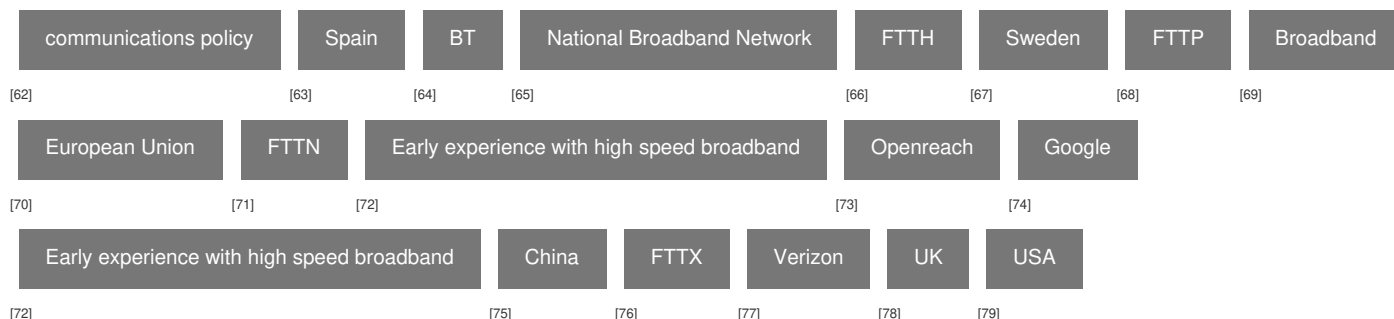 communications policy Spain BT National Broadband Network FTTH Sweden FTTP Broadband
[62] [63] [64] [65] [66] [67] [68] [69]
European Union FTTN Early experience with high speed broadband Openreach Google
[70] [71] [72] [73] [74]
Early experience with high speed broadband China FTTX Verizon UK USA
[72] [75] [76] [77] [78] [79]